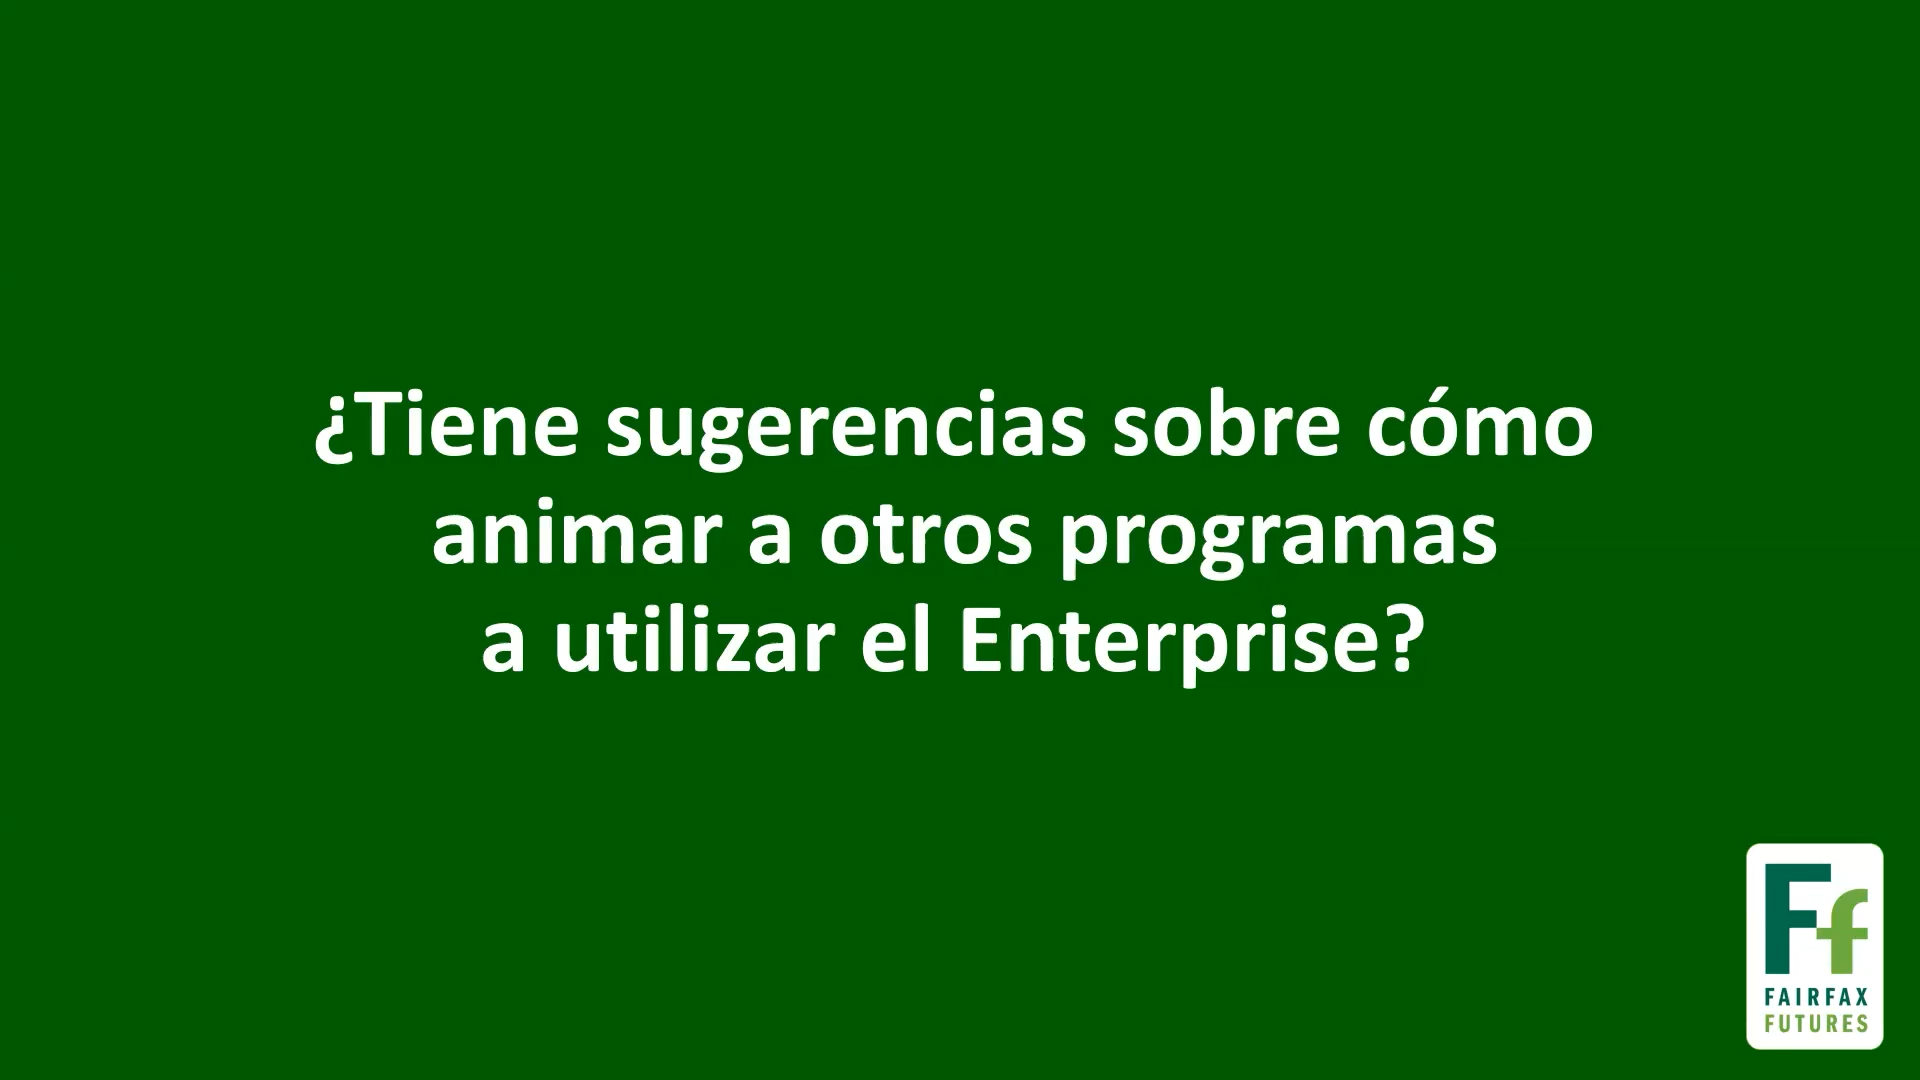 ¿Tiene sugerencias sobre cómo
animar a otros programas
a utilizar el Enterprise?
Ff
FAIRFAX
FUTURES